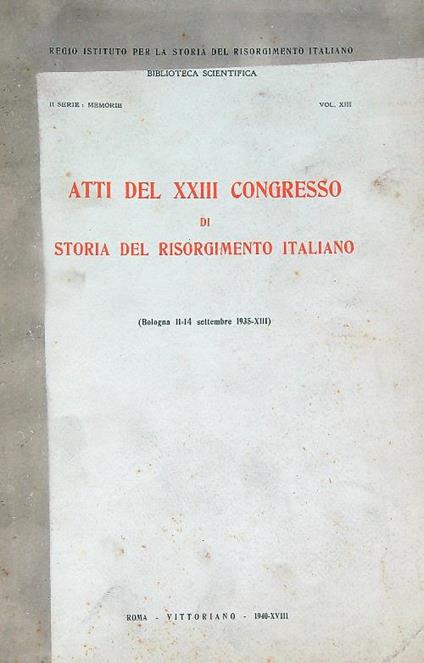 REGIO ISTITUTO PER LA STORIA DEL RISORGIMENTO ITALIANO
BIBLIOTECA SCIENTIFICA
II SERIE : MEMORIE VOL. XIII
ATTI DEL XXIII CONGRESSO
DI
STORIA DEL RISORGIMENTO ITALIANO
(Bologna 11-14 settembre 1935-XIII)
ROMA - VITTORIANO - 1940-XVIII